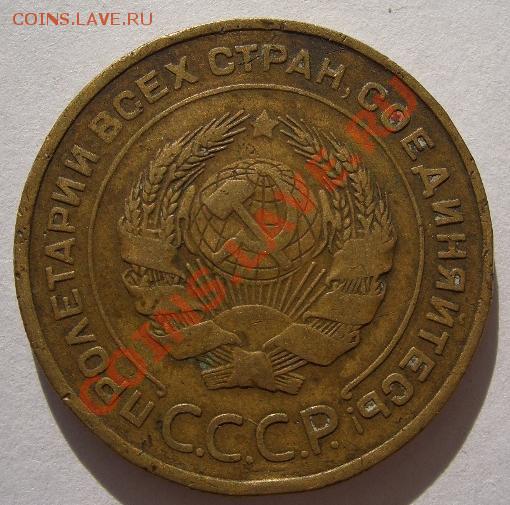 COINS.LAVE.RU
ПРОЛЕТАРИИ ВСЕХ СТРАН, СОЕДИНЯЙТЕСЬ!
С.С.С.Р.
COINS.LAVE.RU